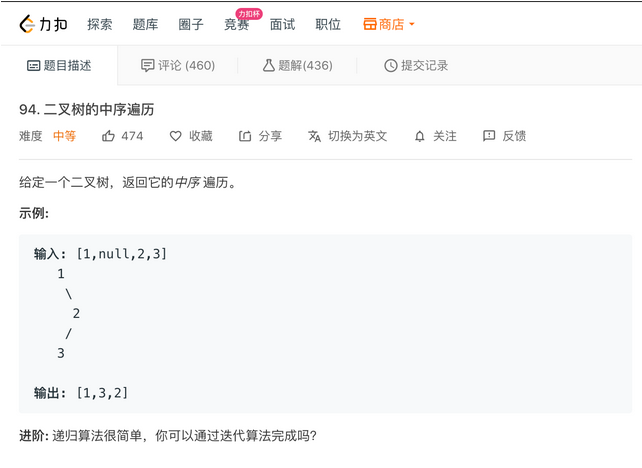 力扣 探索 题库 圈子 竞赛 力扣杯 面试 职位 商店
题目描述 评论 (460) 题解(436) 提交记录
94. 二叉树的中序遍历
难度 中等 474 收藏 分享 切换为英文 关注 反馈
给定一个二叉树，返回它的中序 遍历。
示例:
输入: [1,null,2,3]
1
\
2
/
3
输出: [1,3,2]
进阶: 递归算法很简单，你可以通过迭代算法完成吗？